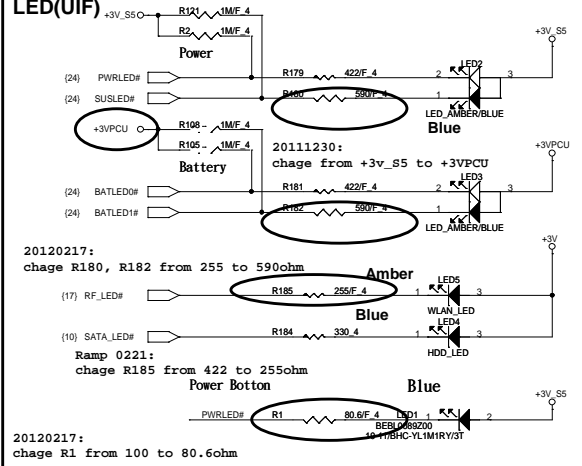 LED(UIF)
+3V_S5
R121 1M/F_4
R2 1M/F_4
Power
+3V_S5
{24} PWRLED# R179 422/F_4 2 LED2 3
{24} SUSLED# R180 590/F_4 1
LED_AMBER/BLUE
Blue
+3VPCU
R108 1M/F_4
R105 1M/F_4
Battery
20111230:
chage from +3v_S5 to +3VPCU
+3VPCU
{24} BATLED0# R181 422/F_4 2 LED3 3
{24} BATLED1# R182 590/F_4 1
LED_AMBER/BLUE
20120217:
chage R180, R182 from 255 to 590ohm
+3V
Amber
{17} RF_LED# R185 255/F_4 1 LED5 3
Blue
WLAN_LED
{10} SATA_LED# R184 330_4 1 LED4 3
HDD_LED
Ramp 0221:
chage R185 from 422 to 255ohm
Power Botton
Blue
+3V_S5
PWRLED# R1 80.6/F_4 LED1 1 2
BEBL0089Z00
19-117/BHC-YL1M1RY/3T
20120217:
chage R1 from 100 to 80.6ohm